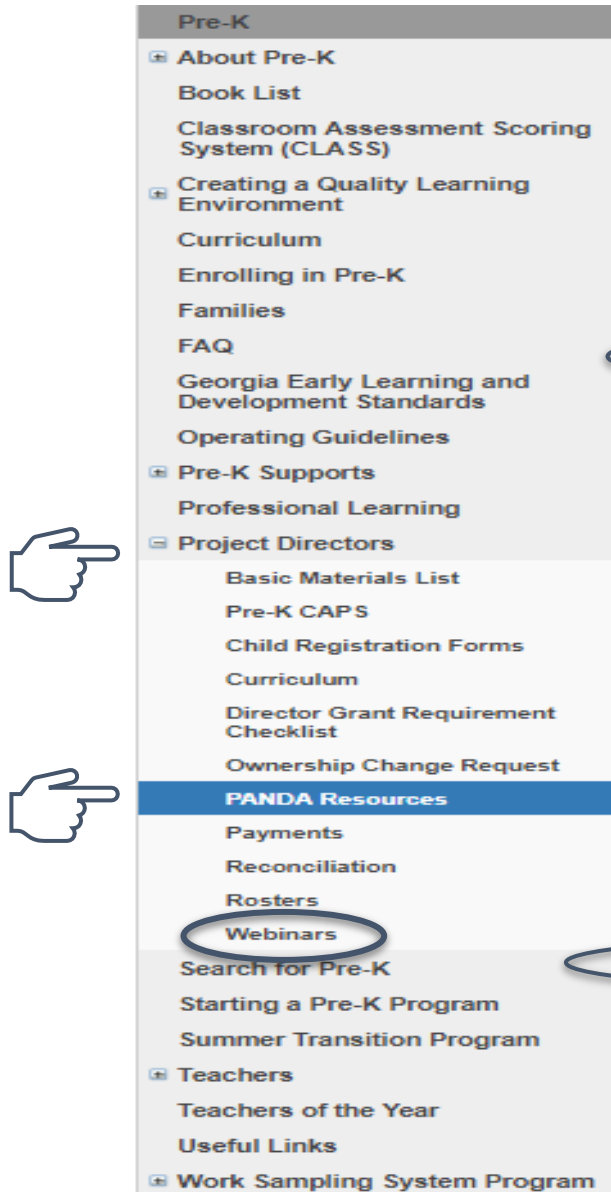 Pre-K
About Pre-K
Book List
Classroom Assessment Scoring
System (CLASS)
Creating a Quality Learning
Environment
Curriculum
Enrolling in Pre-K
Families
FAQ
Georgia Early Learning and
Development Standards
Operating Guidelines
Pre-K Supports
Professional Learning
Project Directors
Basic Materials List
Pre-K CAPS
Child Registration Forms
Curriculum
Director Grant Requirement
Checklist
Ownership Change Request
PANDA Resources
Payments
Reconciliation
Rosters
Webinars
Search for Pre-K
Starting a Pre-K Program
Summer Transition Program
Teachers
Teachers of the Year
Useful Links
Work Sampling System Program